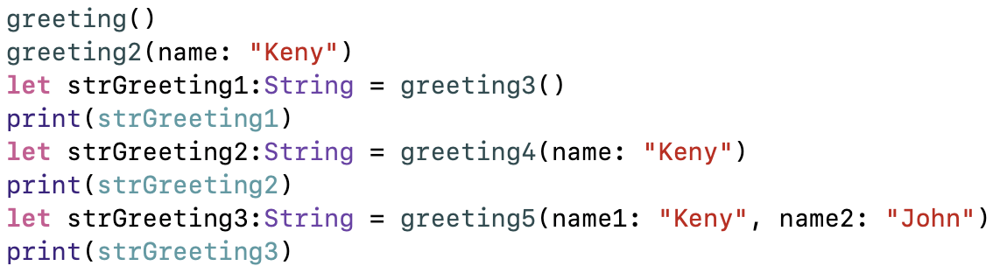 greeting()
greeting2(name: "Keny")
let strGreeting1:String = greeting3()
print(strGreeting1)
let strGreeting2:String = greeting4(name: "Keny")
print(strGreeting2)
let strGreeting3:String = greeting5(name1: "Keny", name2: "John")
print(strGreeting3)